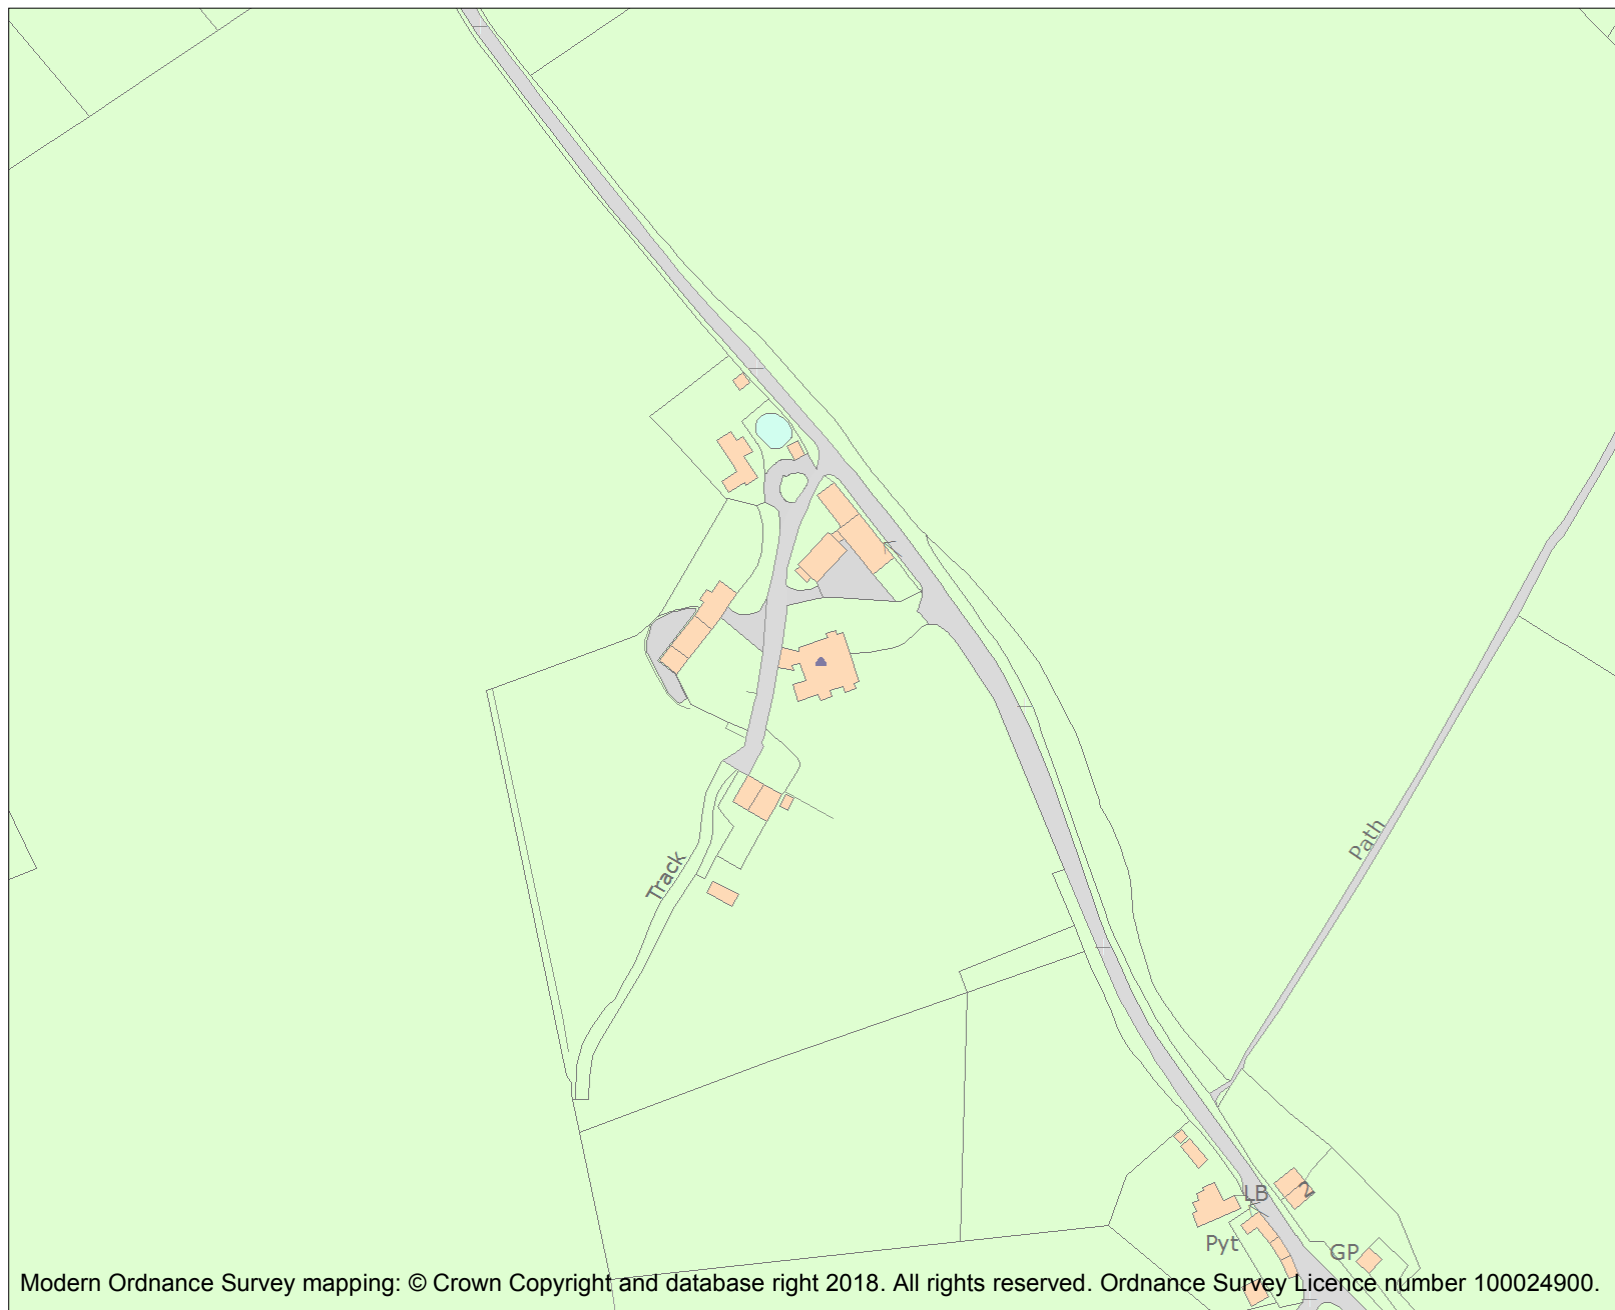 Path
Track
LB
2
Pyt
GP
Modern Ordnance Survey mapping: © Crown Copyright and database right 2018. All rights reserved. Ordnance Survey Licence number 100024900.